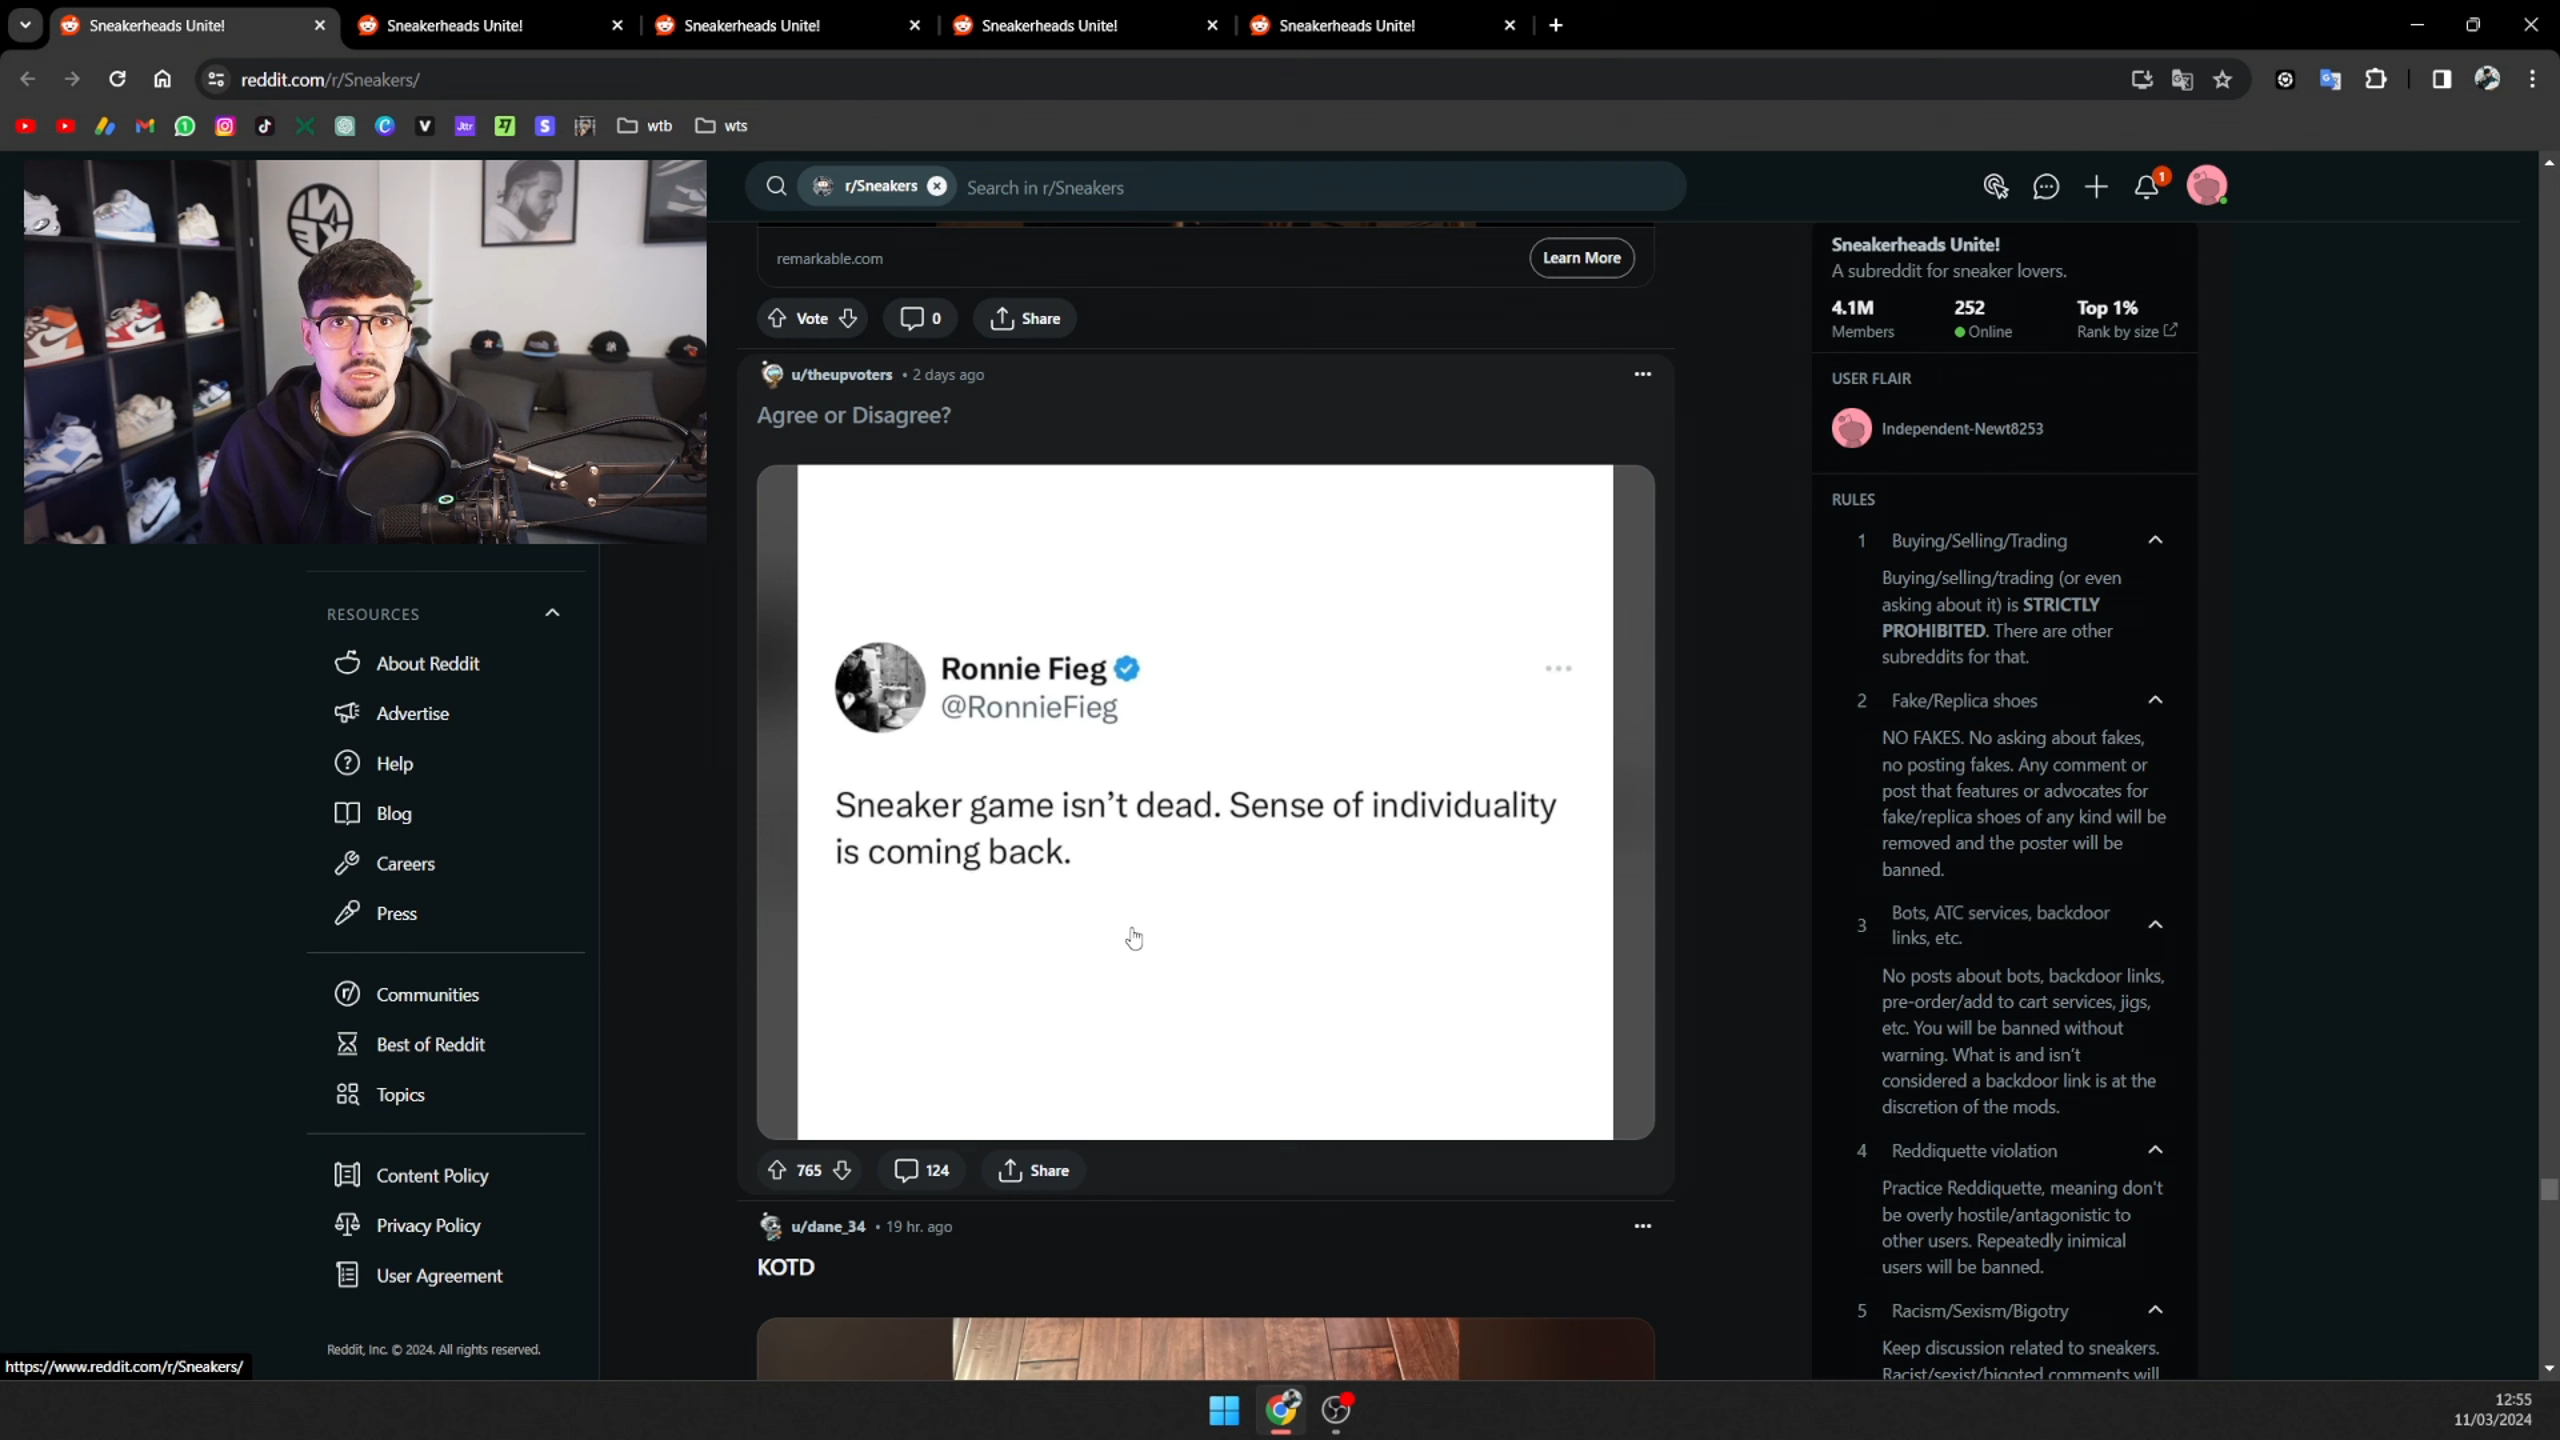 Sneakerheads Unite!
Sneakerheads Unite!
Sneakerheads Unite!
Sneakerheads Unite!
Sneakerheads Unite!
reddit.com/r/Sneakers/
wtb
wts
r/Sneakers
Search in r/Sneakers
1
remarkable.com
Learn More
Vote
0
Share
u/theupvoters • 2 days ago
Agree or Disagree?
Ronnie Fieg
@RonnieFieg
Sneaker game isn’t dead. Sense of individuality
is coming back.
765
124
Share
u/dane_34 • 19 hr. ago
KOTD
RESOURCES
About Reddit
Advertise
Help
Blog
Careers
Press
Communities
Best of Reddit
Topics
Content Policy
Privacy Policy
User Agreement
Reddit, Inc. © 2024. All rights reserved.
https://www.reddit.com/r/Sneakers/
Sneakerheads Unite!
A subreddit for sneaker lovers.
4.1M
Members
252
Online
Top 1%
Rank by size
USER FLAIR
Independent-Newt8253
RULES
1 Buying/Selling/Trading
Buying/selling/trading (or even
asking about it) is STRICTLY
PROHIBITED. There are other
subreddits for that.
2 Fake/Replica shoes
NO FAKES. No asking about fakes,
no posting fakes. Any comment or
post that features or advocates for
fake/replica shoes of any kind will be
removed and the poster will be
banned.
3 Bots, ATC services, backdoor
links, etc.
No posts about bots, backdoor links,
pre-order/add to cart services, jigs,
etc. You will be banned without
warning. What is and isn't
considered a backdoor link is at the
discretion of the mods.
4 Reddiquette violation
Practice Reddiquette, meaning don't
be overly hostile/antagonistic to
other users. Repeatedly inimical
users will be banned.
5 Racism/Sexism/Bigotry
Keep discussion related to sneakers.
Racist/sexist/bigoted comments will
12:55
11/03/2024